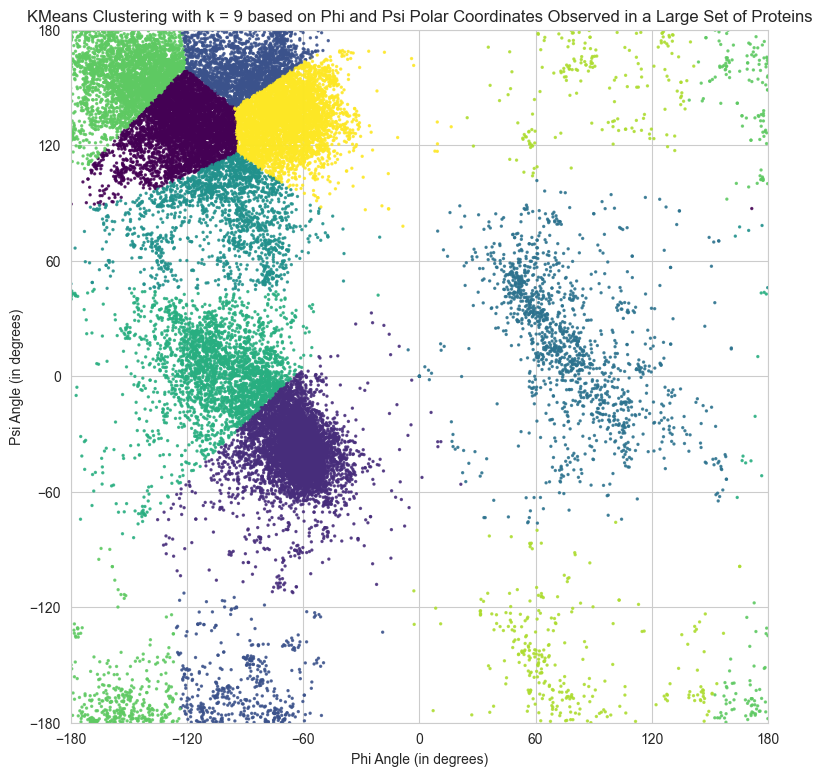 KMeans Clustering with k = 9 based on Phi and Psi Polar Coordinates Observed in a Large Set of Proteins
180
120
60
0
−60
−120
−180
Psi Angle (in degrees)
−180 −120 −60 0 60 120 180
Phi Angle (in degrees)